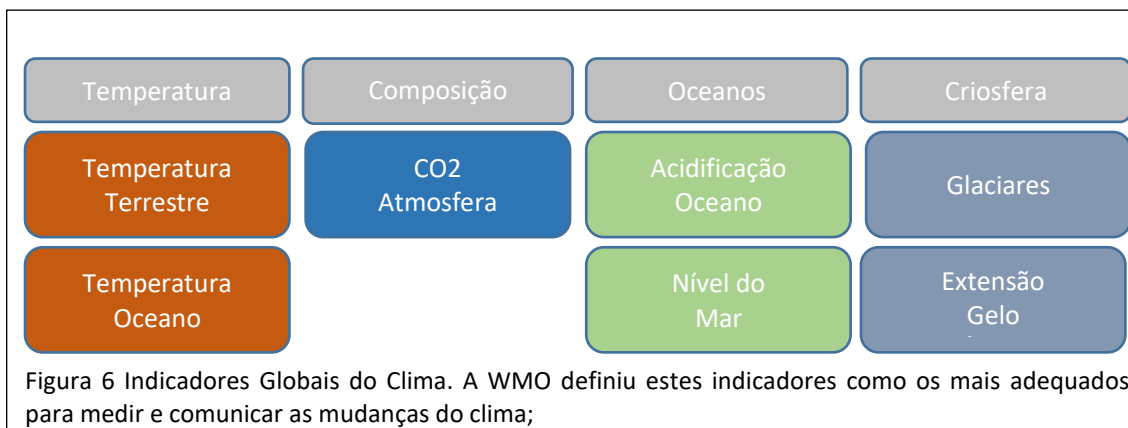 Temperatura
Composição
Oceanos
Criosfera
Temperatura
Terrestre
CO2
Atmosfera
Acidificação
Oceano
Glaciares
Temperatura
Oceano
Nível do
Mar
Extensão
Gelo
Figura 6 Indicadores Globais do Clima. A WMO definiu estes indicadores como os mais adequados
para medir e comunicar as mudanças do clima;